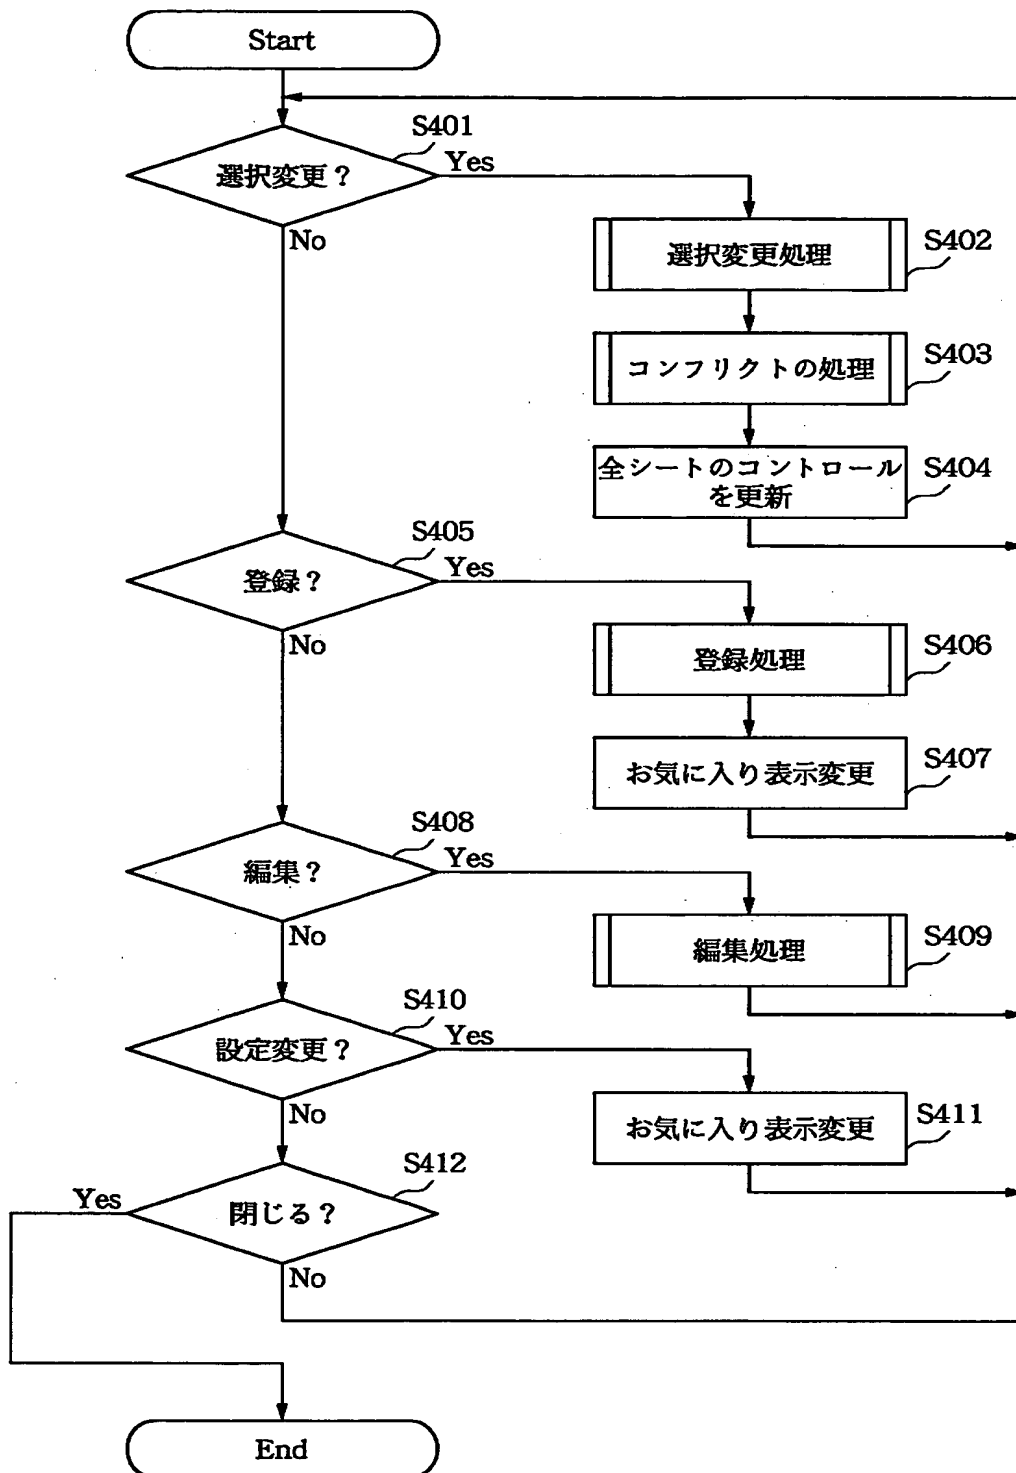 Start
S401
選択変更？
Yes
No
選択変更処理
S402
コンフリクトの処理
S403
全シートのコントロール
を更新
S404
S405
登録？
Yes
No
登録処理
S406
お気に入り表示変更
S407
S408
編集？
Yes
No
編集処理
S409
S410
設定変更？
Yes
No
お気に入り表示変更
S411
S412
Yes
閉じる？
No
End